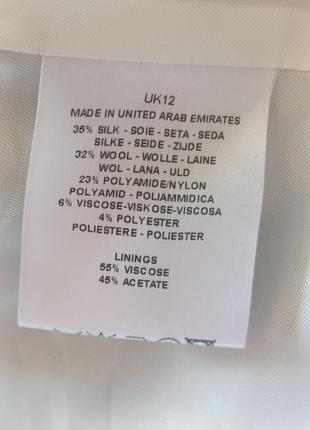 UK12
MADE IN UNITED ARAB EMIRATES
35% SILK - SOIE - SETA - SEDA
SILKE - SEIDE - ZIJDE
32% WOOL - WOLLE - LAINE
WOL - LANA - ULD
23% POLYAMIDE/NYLON
POLYAMID - POLIAMMIDICA
6% VISCOSE-VISKOSE-VISCOSA
4% POLYESTER
POLIESTERE - POLIESTER
LININGS
55% VISCOSE
45% ACETATE